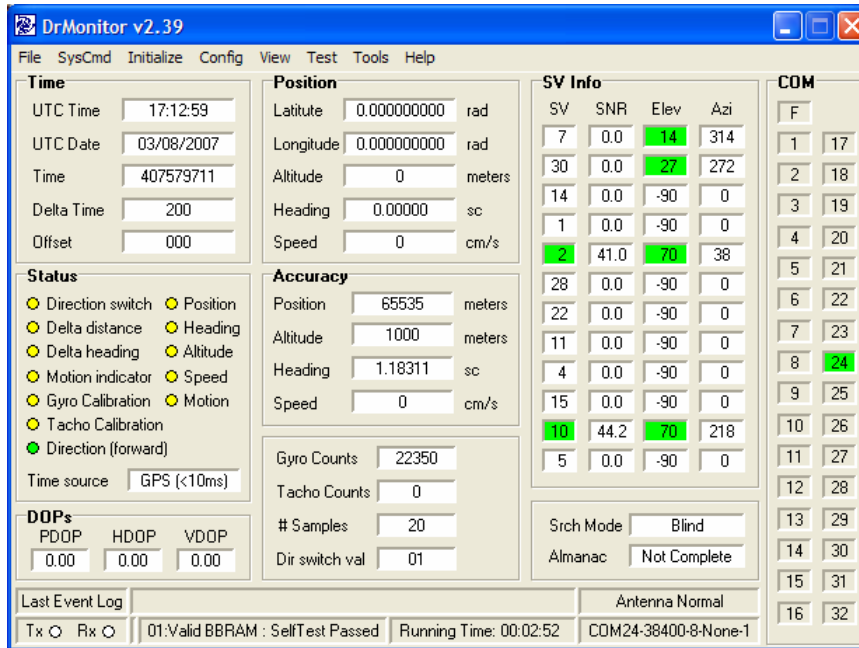 DrMonitor v2.39
File SysCmd Initialize Config View Test Tools Help
Time
UTC Time 17:12:59
UTC Date 03/08/2007
Time 407579711
Delta Time 200
Offset 000
Status
Direction switch Position
Delta distance Heading
Delta heading Altitude
Motion indicator Speed
Gyro Calibration Motion
Tacho Calibration
Direction (forward)
Time source GPS (<10ms)
DOPs
PDOP HDOP VDOP
0.00 0.00 0.00
Position
Latitute 0.000000000 rad
Longitude 0.000000000 rad
Altitude 0 meters
Heading 0.00000 sc
Speed 0 cm/s
Accuracy
Position 65535 meters
Altitude 1000 meters
Heading 1.18311 sc
Speed 0 cm/s
Gyro Counts 22350
Tacho Counts 0
# Samples 20
Dir switch val 01
SV Info
SV SNR Elev Azi
7 0.0 14 314
30 0.0 27 272
14 0.0 -90 0
1 0.0 -90 0
2 41.0 70 38
28 0.0 -90 0
22 0.0 -90 0
11 0.0 -90 0
4 0.0 -90 0
15 0.0 -90 0
10 44.2 70 218
5 0.0 -90 0
Srch Mode Blind
Almanac Not Complete
COM
F
1 17
2 18
3 19
4 20
5 21
6 22
7 23
8 24
9 25
10 26
11 27
12 28
13 29
14 30
15 31
16 32
Last Event Log Antenna Normal
Tx Rx 01:Valid BBRAM : SelfTest Passed Running Time: 00:02:52 COM24-38400-8-None-1